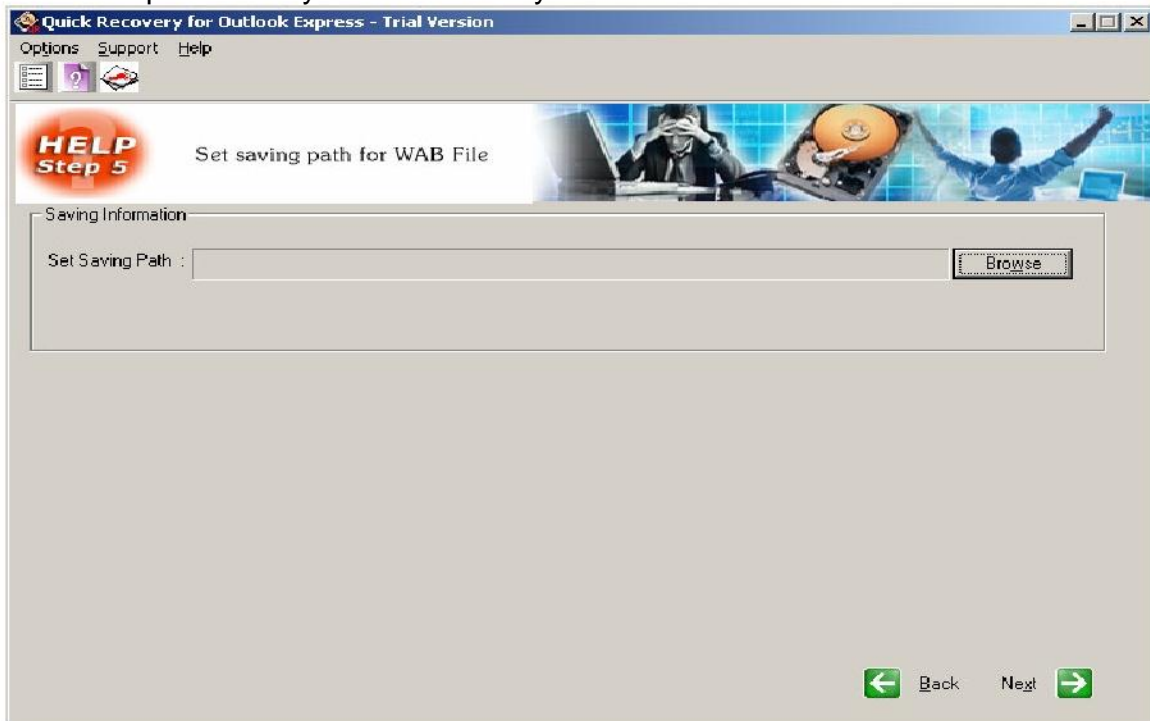 Quick Recovery for Outlook Express - Trial Version
Options Support Help
?
HELP
Step 5
Set saving path for WAB File
Saving Information
Set Saving Path :
Browse
Back Next